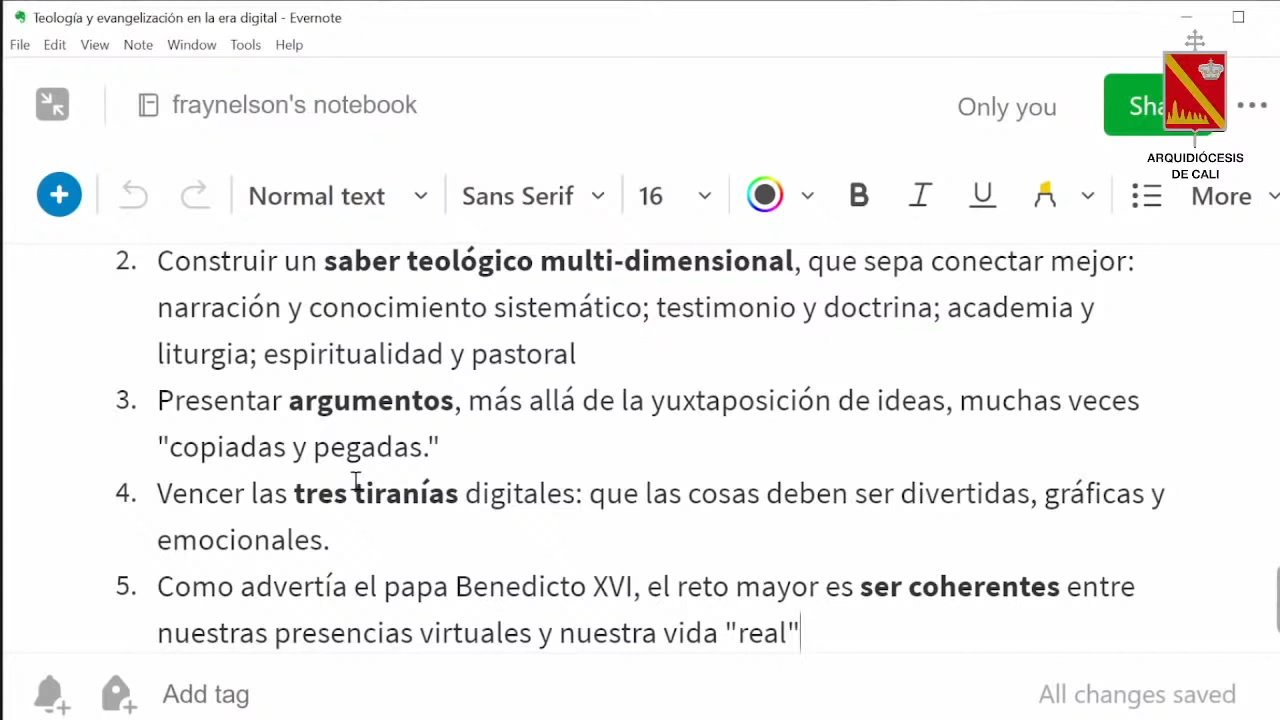 Teología y evangelización en la era digital - Evernote
File Edit View Note Window Tools Help
fraynelson's notebook
Only you
ARQUIDIÓCESIS
DE CALI
Normal text
Sans Serif
16
B I U
More
2. Construir un saber teológico multi-dimensional, que sepa conectar mejor:
narración y conocimiento sistemático; testimonio y doctrina; academia y
liturgia; espiritualidad y pastoral
3. Presentar argumentos, más allá de la yuxtaposición de ideas, muchas veces
"copiadas y pegadas."
4. Vencer las tres tiranías digitales: que las cosas deben ser divertidas, gráficas y
emocionales.
5. Como advertía el papa Benedicto XVI, el reto mayor es ser coherentes entre
nuestras presencias virtuales y nuestra vida "real"
Add tag
All changes saved